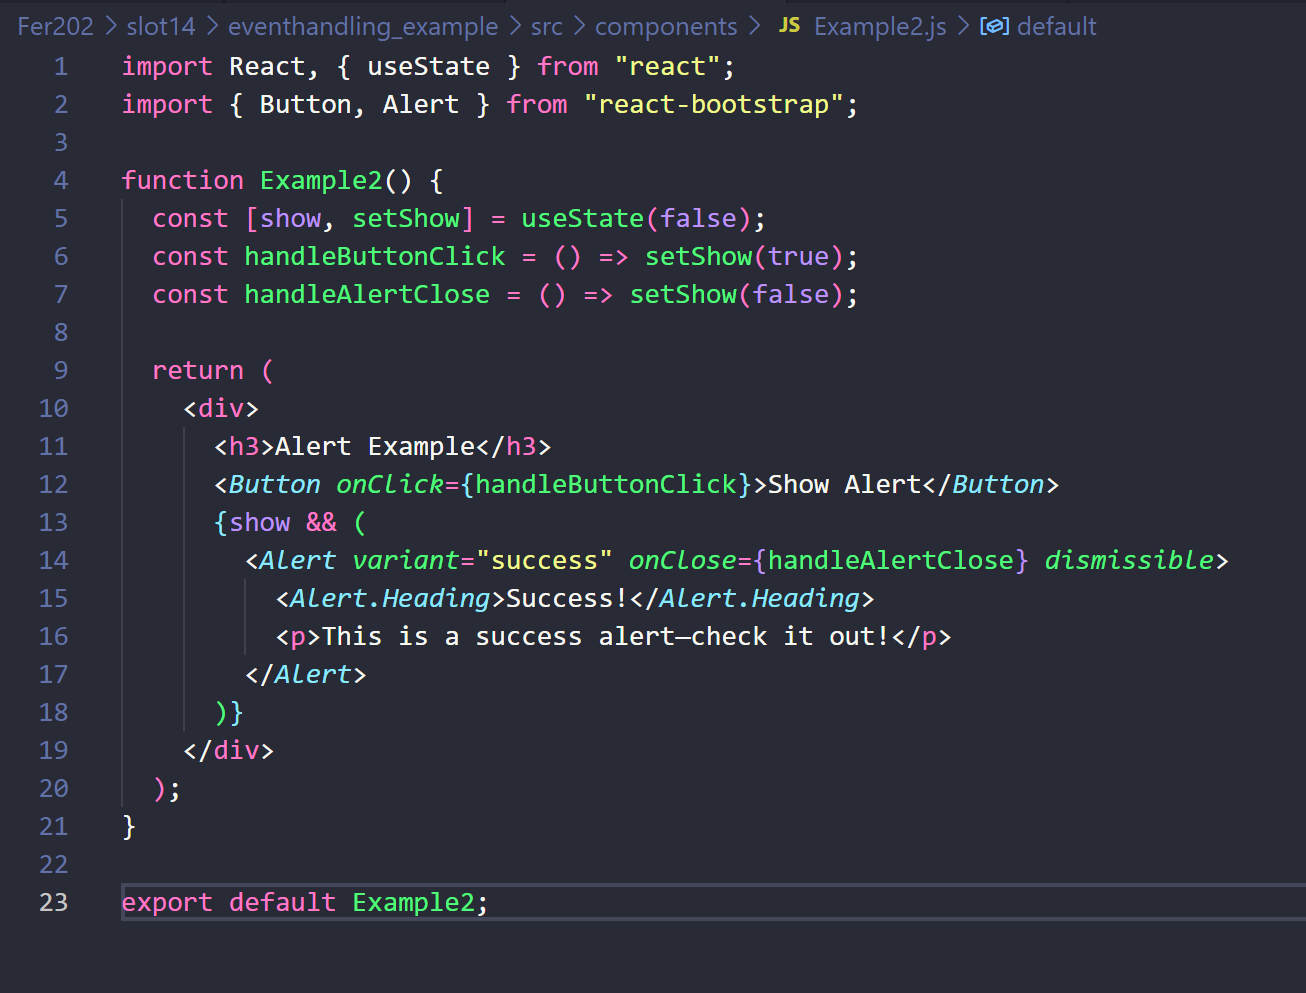 Fer202 > slot14 > eventhandling_example > src > components > JS Example2.js > default
1 import React, { useState } from "react";
2 import { Button, Alert } from "react-bootstrap";
3
4 function Example2() {
5   const [show, setShow] = useState(false);
6   const handleButtonClick = () => setShow(true);
7   const handleAlertClose = () => setShow(false);
8
9   return (
10     <div>
11       <h3>Alert Example</h3>
12       <Button onClick={handleButtonClick}>Show Alert</Button>
13       {show && (
14         <Alert variant="success" onClose={handleAlertClose} dismissible>
15           <Alert.Heading>Success!</Alert.Heading>
16           <p>This is a success alert—check it out!</p>
17         </Alert>
18       )}
19     </div>
20   );
21 }
22
23 export default Example2;